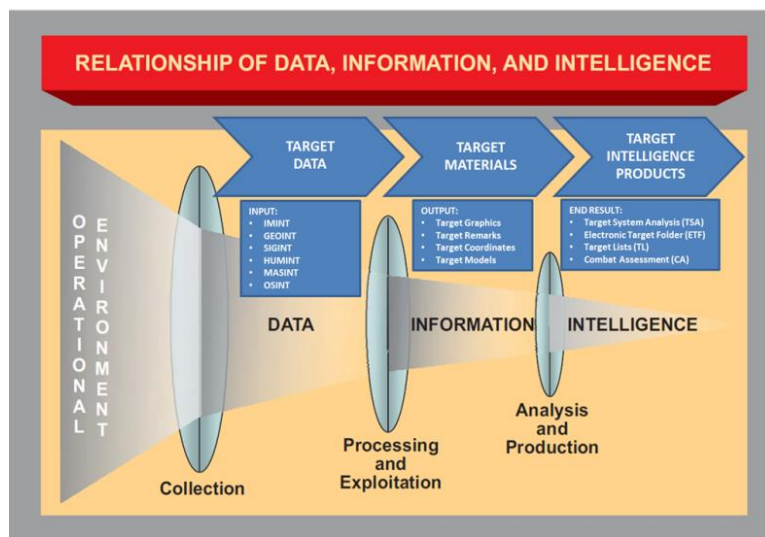 RELATIONSHIP OF DATA, INFORMATION, AND INTELLIGENCE
TARGET
DATA
TARGET
MATERIALS
TARGET
INTELLIGENCE
PRODUCTS
INPUT:
• IMINT
• GEOINT
• SIGINT
• HUMINT
• MASINT
• OSINT
OUTPUT:
• Target Graphics
• Target Remarks
• Target Coordinates
• Target Models
END RESULT:
• Target System Analysis (TSA)
• Electronic Target Folder (ETF)
• Target Lists (TL)
• Combat Assessment (CA)
OPERATIONAL
ENVIRONMENT
DATA
INFORMATION
INTELLIGENCE
Collection
Processing
and
Exploitation
Analysis
and
Production